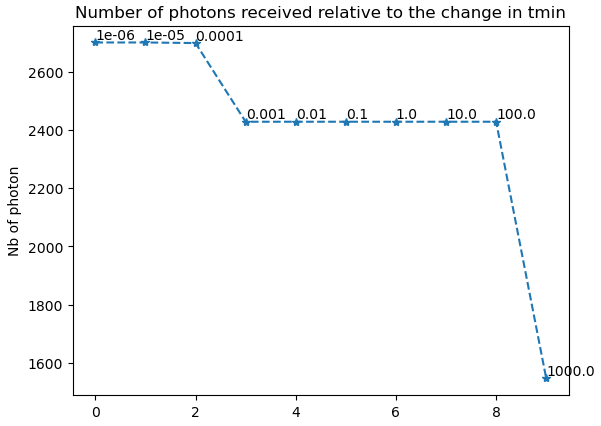 Number of photons received relative to the change in tmin
1e-06 1e-05 0.0001
2600
0.001 0.01 0.1 1.0 10.0 100.0
2400
2200
Nb of photon
2000
1800
1600
1000.0
0 2 4 6 8